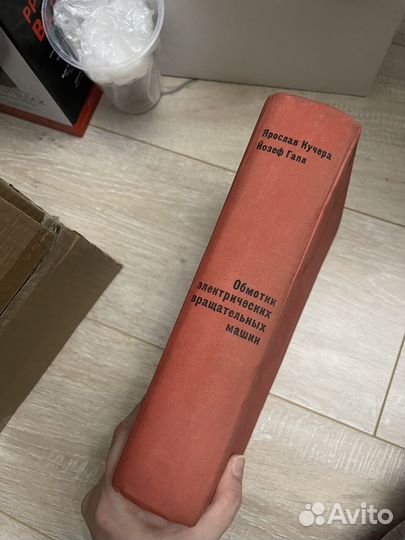 Ярослав Кучера
Йозеф Гапл
Обмотки
электрических
вращательных
машин
Avito